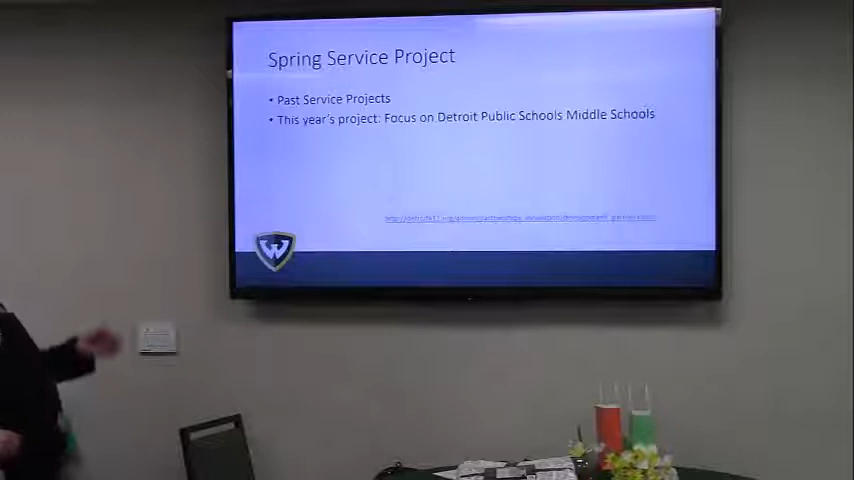 Spring Service Project
• Past Service Projects
• This year's project: Focus on Detroit Public Schools Middle Schools
W